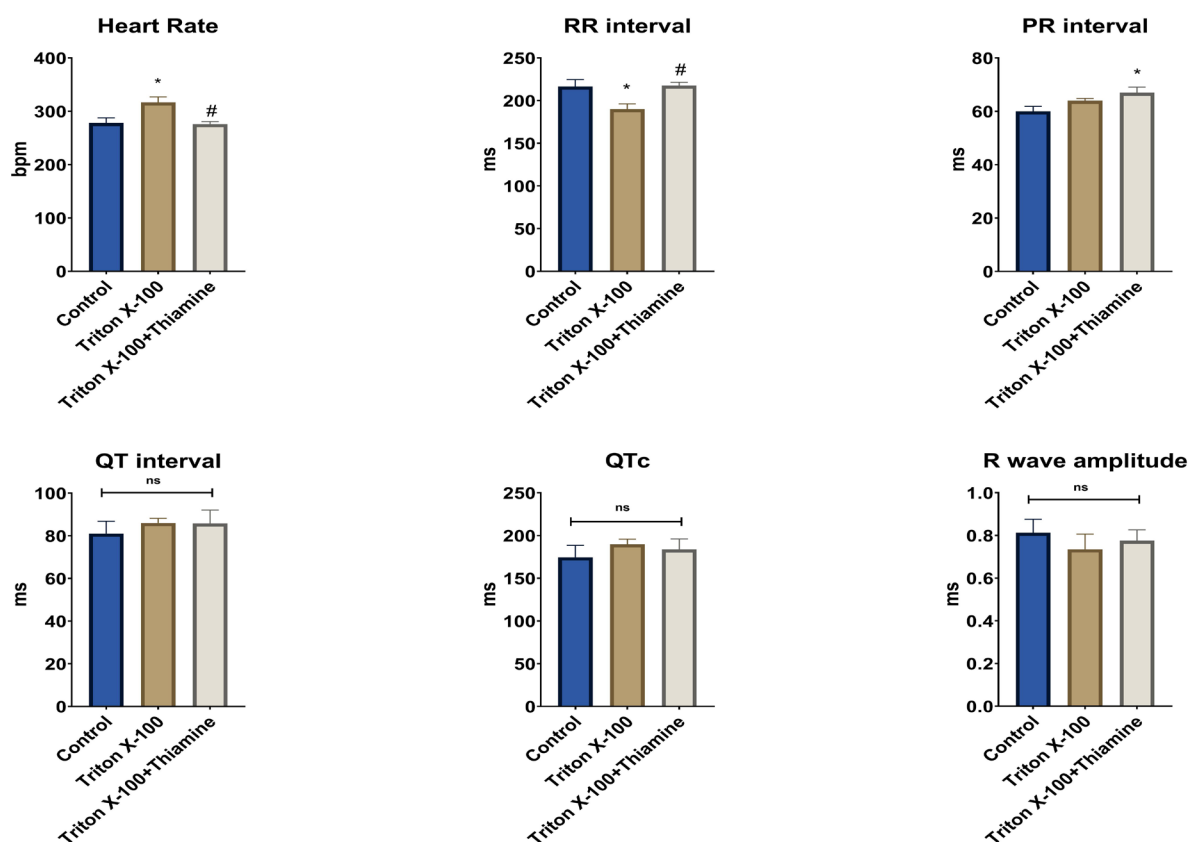 Heart Rate
400
300
200
100
0
bpm
*
#
Control
Triton X-100
Triton X-100+Thiamine
RR interval
250
200
150
100
50
0
ms
*
#
Control
Triton X-100
Triton X-100+Thiamine
PR interval
80
60
40
20
0
ms
*
Control
Triton X-100
Triton X-100+Thiamine
QT interval
100
80
60
40
20
0
ms
ns
Control
Triton X-100
Triton X-100+Thiamine
QTc
250
200
150
100
50
0
ms
ns
Control
Triton X-100
Triton X-100+Thiamine
R wave amplitude
1.0
0.8
0.6
0.4
0.2
0.0
ms
ns
Control
Triton X-100
Triton X-100+Thiamine